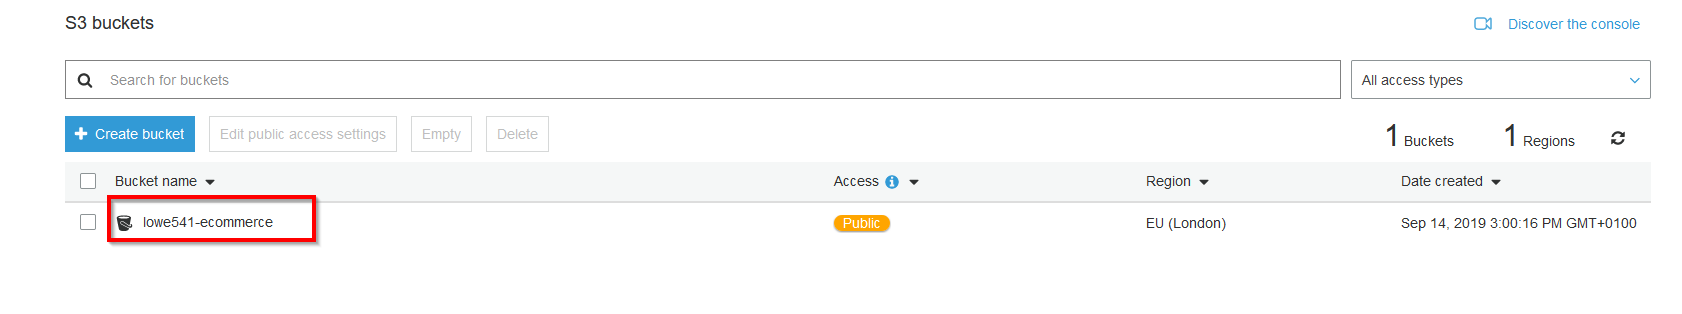 S3 buckets
Discover the console
Search for buckets
All access types
Create bucket
Edit public access settings
Empty
Delete
1 Buckets
1 Regions
Bucket name
Access
Region
Date created
lowe541-ecommerce
Public
EU (London)
Sep 14, 2019 3:00:16 PM GMT+0100